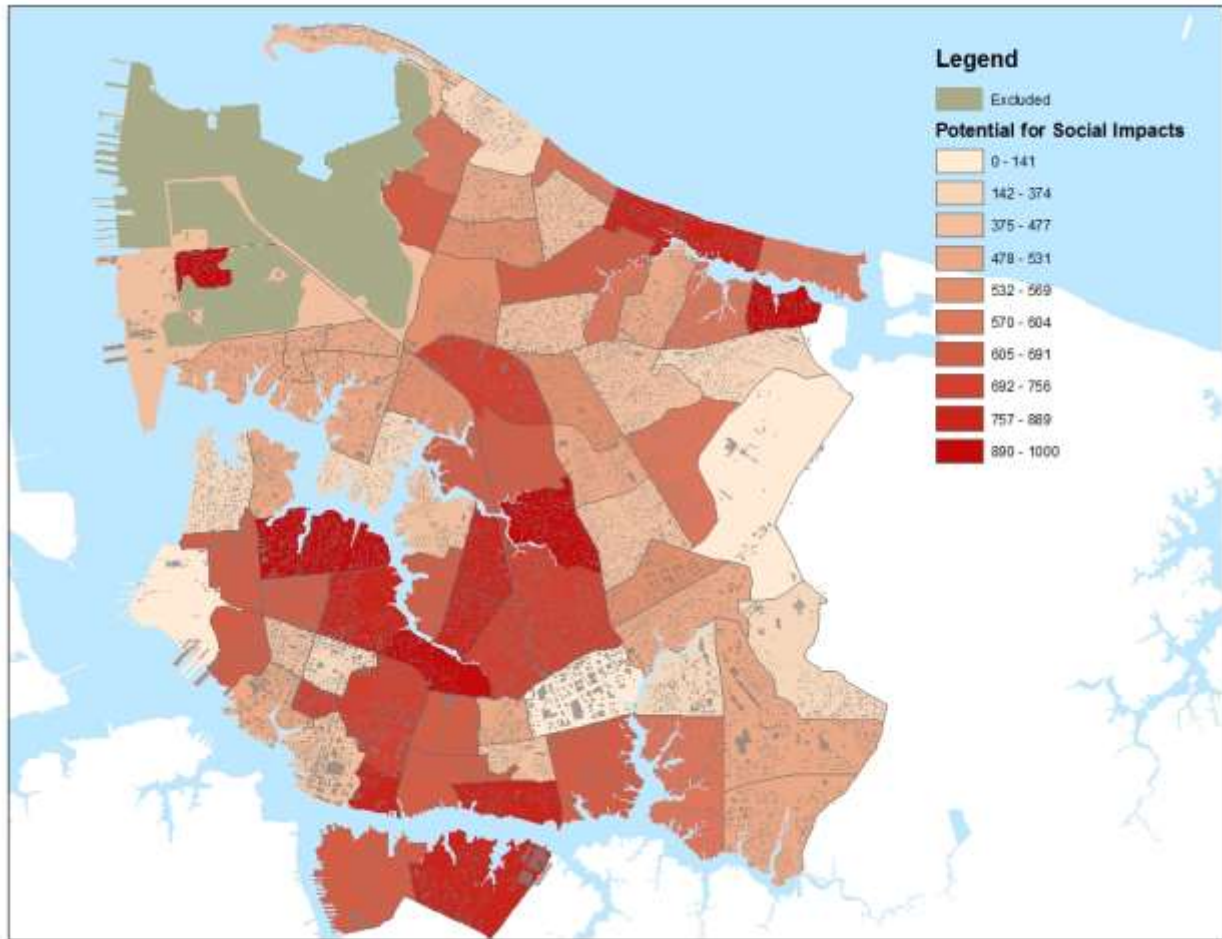 Legend
Excluded
Potential for Social Impacts
0 - 141
142 - 374
375 - 477
478 - 531
532 - 569
570 - 604
605 - 691
692 - 756
757 - 889
890 - 1000